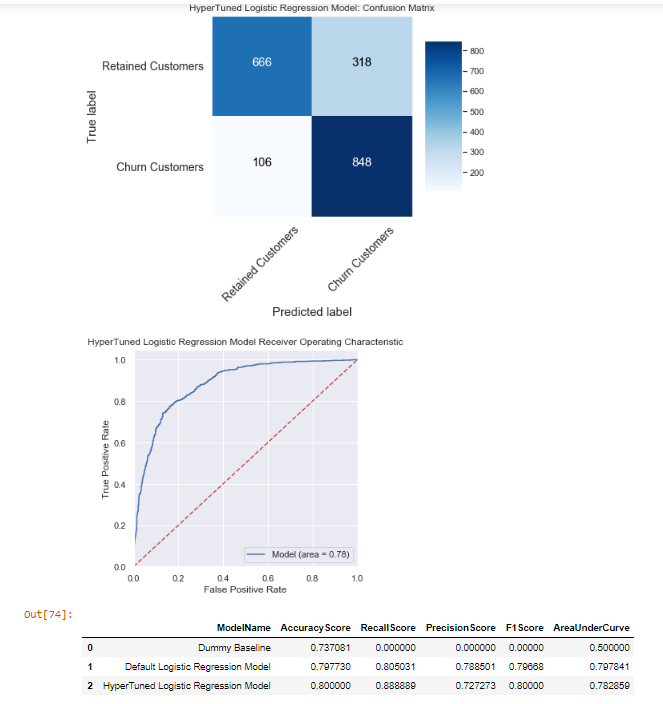 HyperTuned Logistic Regression Model: Confusion Matrix
Retained Customers 666 318
Churn Customers 106 848
True label
800
700
600
500
400
300
200
Retained Customers Churn Customers
Predicted label
HyperTuned Logistic Regression Model Receiver Operating Characteristic
True Positive Rate
1.0
0.8
0.6
0.4
0.2
0.0
Model (area = 0.78)
0.0 0.2 0.4 0.6 0.8 1.0
False Positive Rate
Out[74]:
ModelName AccuracyScore RecallScore PrecisionScore F1Score AreaUnderCurve
0 Dummy Baseline 0.737081 0.000000 0.000000 0.00000 0.500000
1 Default Logistic Regression Model 0.797730 0.805031 0.788501 0.79668 0.797841
2 HyperTuned Logistic Regression Model 0.800000 0.888889 0.727273 0.80000 0.782859